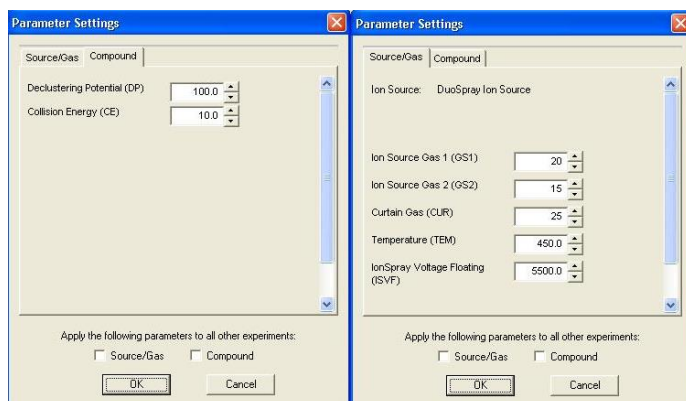 Parameter Settings
Source/Gas Compound
Declustering Potential (DP) 100.0
Collision Energy (CE) 10.0
Apply the following parameters to all other experiments:
Source/Gas Compound
OK Cancel
Parameter Settings
Source/Gas Compound
Ion Source: DuoSpray Ion Source
Ion Source Gas 1 (GS1) 20
Ion Source Gas 2 (GS2) 15
Curtain Gas (CUR) 25
Temperature (TEM) 450.0
IonSpray Voltage Floating 5500.0
(ISVF)
Apply the following parameters to all other experiments:
Source/Gas Compound
OK Cancel